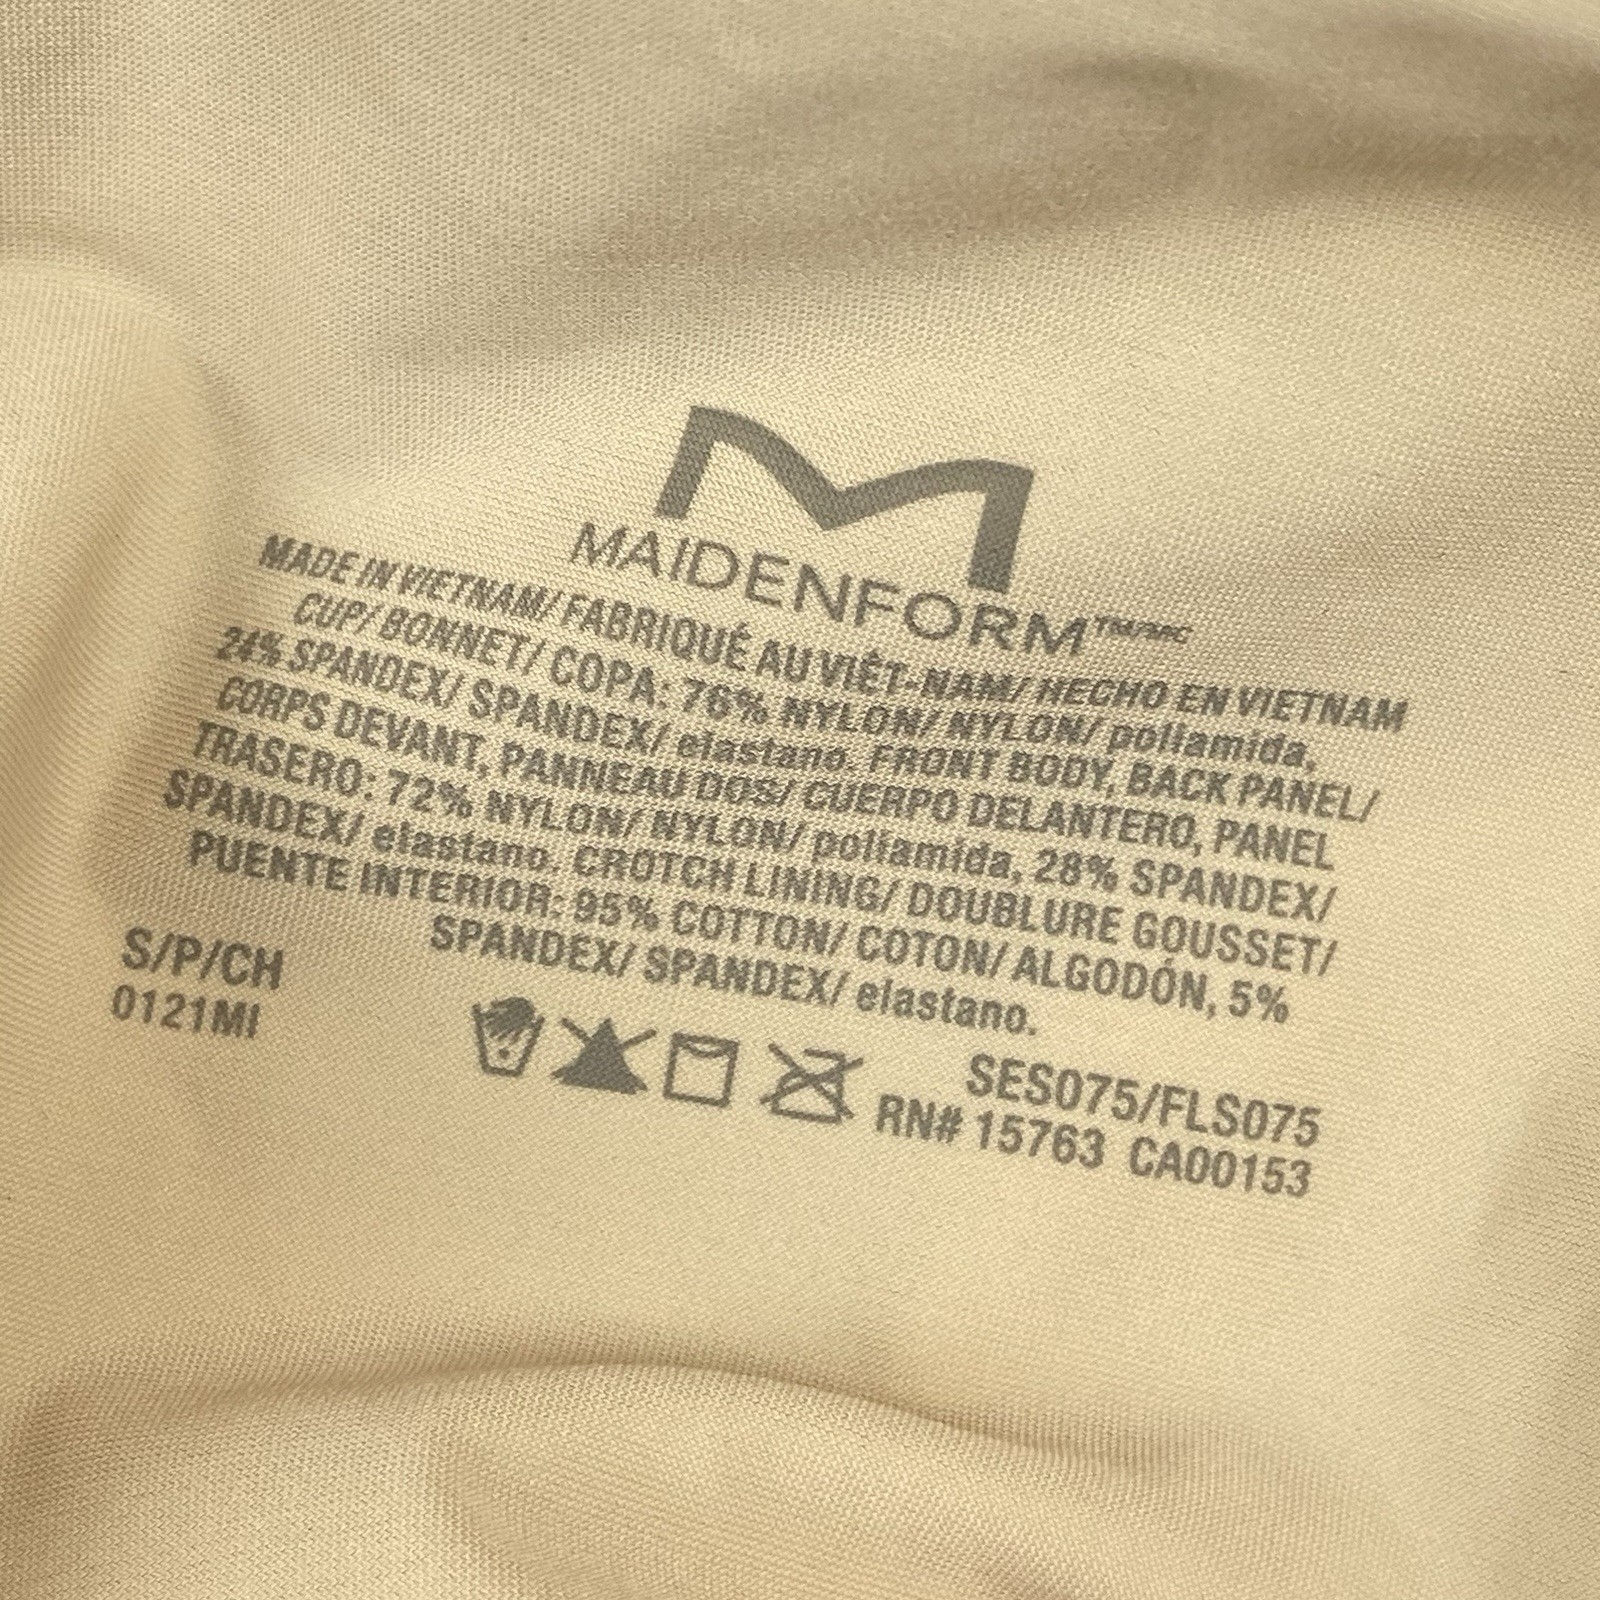 MAIDENFORM™/MC
MADE IN VIETNAM/ FABRIQUÉ AU VIÊT-NAM/ HECHO EN VIETNAM
CUP/ BONNET/ COPA: 76% NYLON/ NYLON/ poliamida,
24% SPANDEX/ SPANDEX/ elastano. FRONT BODY, BACK PANEL/
CORPS DEVANT, PANNEAU DOS/ CUERPO DELANTERO, PANEL
TRASERO: 72% NYLON/ NYLON/ poliamida, 28% SPANDEX/
SPANDEX/ elastano. CROTCH LINING/ DOUBLURE GOUSSET/
PUENTE INTERIOR: 95% COTTON/ COTON/ ALGODÓN, 5%
SPANDEX/ SPANDEX/ elastano.
S/P/CH
0121MI
SES075/FLS075
RN# 15763 CA00153